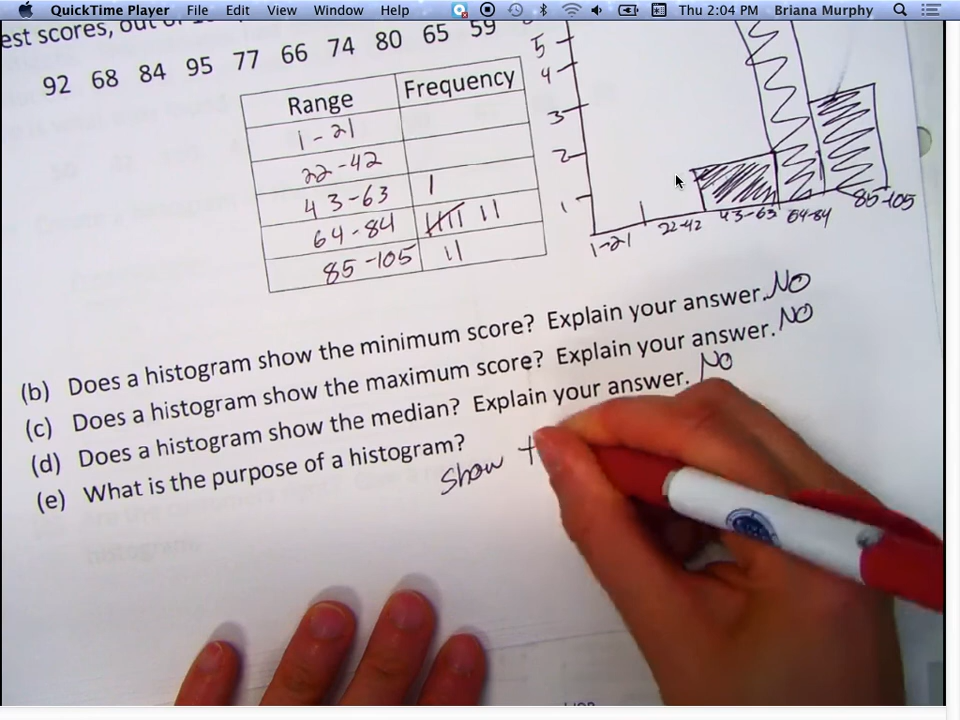 QuickTime Player File Edit View Window Help Thu 2:04 PM Briana Murphy
est scores, out of
92 68 84 95 77 66 74 80 65 59
Range Frequency
1-21
22-42
43-63 |
64-84 |||| ||
85-105 ||
5
4
3
2
1
1-21 22-42 43-63 64-84 85-105
(b) Does a histogram show the minimum score? Explain your answer. NO
(c) Does a histogram show the maximum score? Explain your answer. NO
(d) Does a histogram show the median? Explain your answer. NO
(e) What is the purpose of a histogram?
Show t